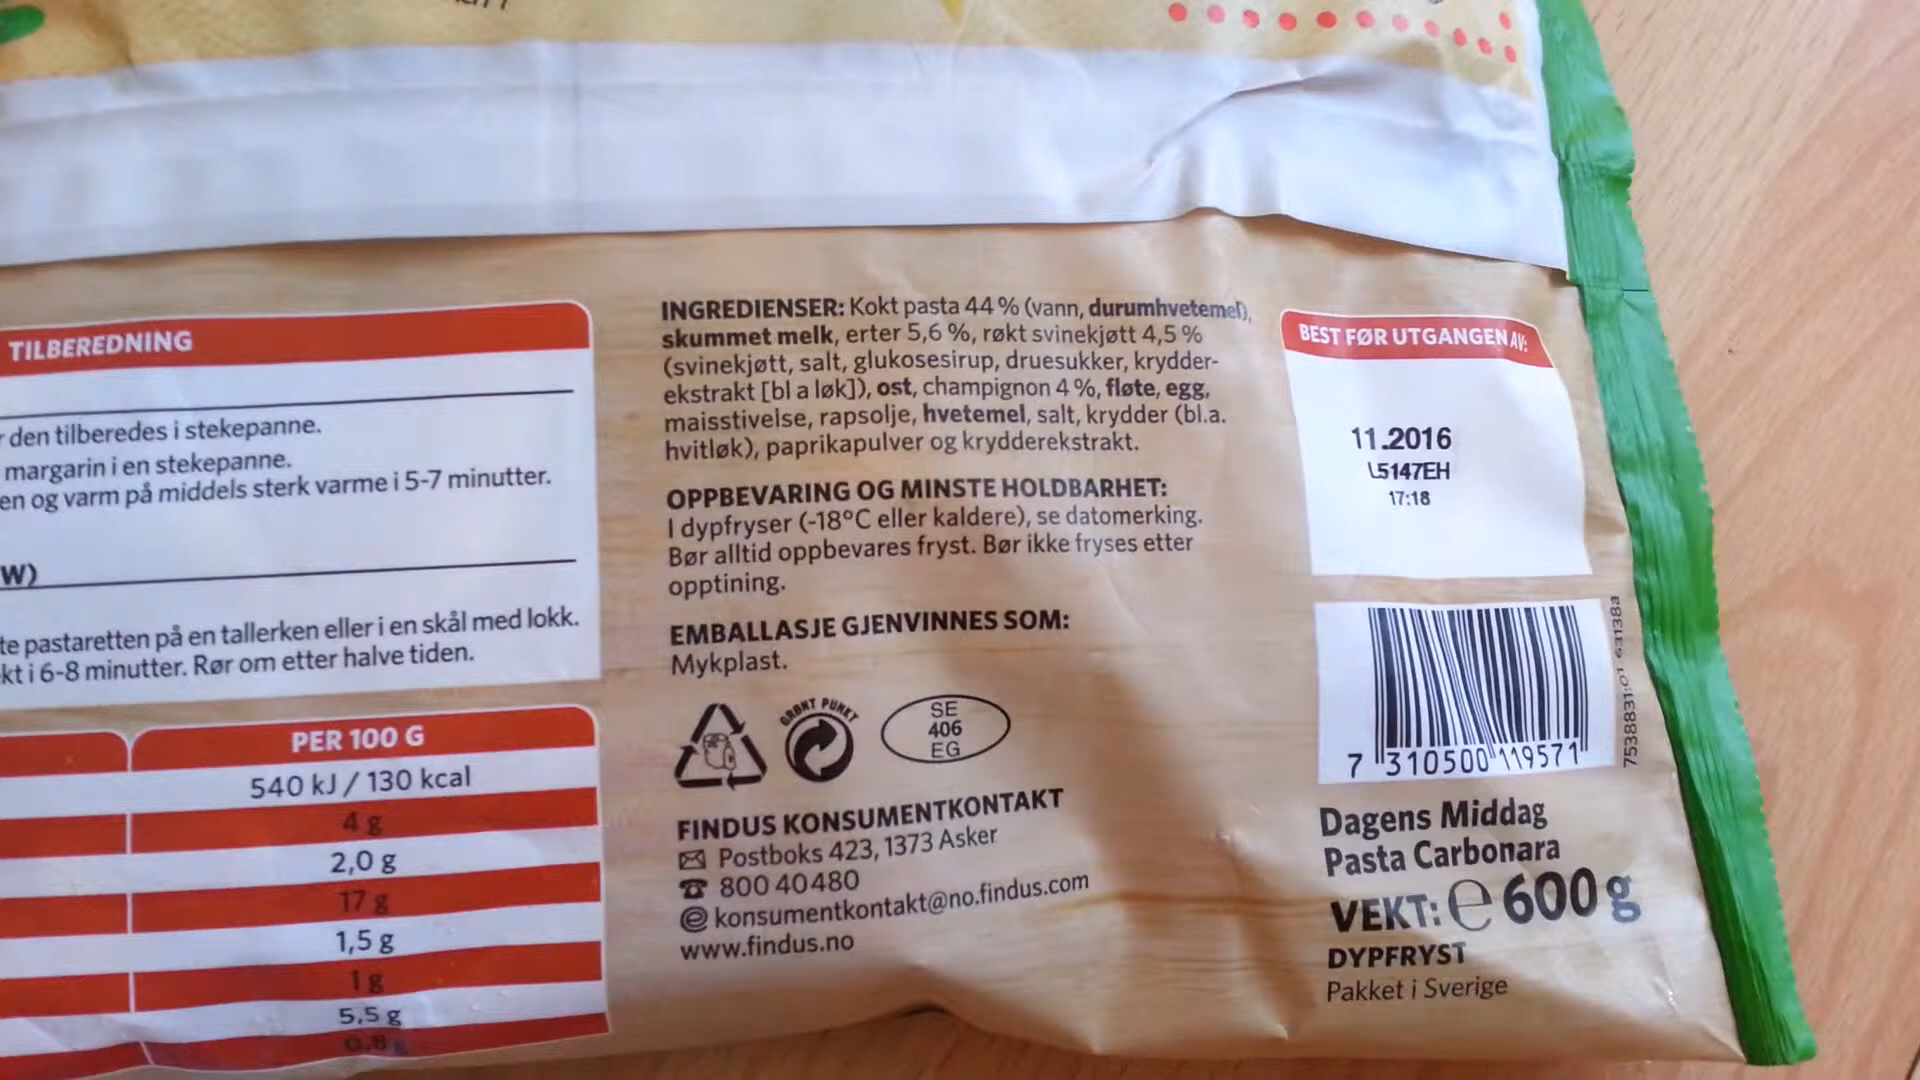 TILBEREDNING
den tilberedes i stekepanne.
margarin i en stekepanne.
en og varm på middels sterk varme i 5-7 minutter.
W)
te pastaretten på en tallerken eller i en skål med lokk.
kt i 6-8 minutter. Rør om etter halve tiden.
PER 100 G
540 kJ / 130 kcal
4 g
2,0 g
17 g
1,5 g
1 g
5,5 g
0,8 g
INGREDIENSER: Kokt pasta 44 % (vann, durumhvetemel),
skummet melk, erter 5,6 %, røkt svinekjøtt 4,5 %
(svinekjøtt, salt, glukosesirup, druesukker, krydder-
ekstrakt [bl a løk]), ost, champignon 4 %, fløte, egg,
maisstivelse, rapsolje, hvetemel, salt, krydder (bl.a.
hvitløk), paprikapulver og krydderekstrakt.
OPPBEVARING OG MINSTE HOLDBARHET:
I dypfryser (-18°C eller kaldere), se datomerking.
Bør alltid oppbevares fryst. Bør ikke fryses etter
opptining.
EMBALLASJE GJENVINNES SOM:
Mykplast.
GRØNT PUNKT
SE
406
EG
FINDUS KONSUMENTKONTAKT
Postboks 423, 1373 Asker
800 40480
konsumentkontakt@no.findus.com
www.findus.no
BEST FØR UTGANGEN AV:
11.2016
L5147EH
17:18
7 310500 119571
7538831:01 631388
Dagens Middag
Pasta Carbonara
VEKT: e 600 g
DYPFRYST
Pakket i Sverige